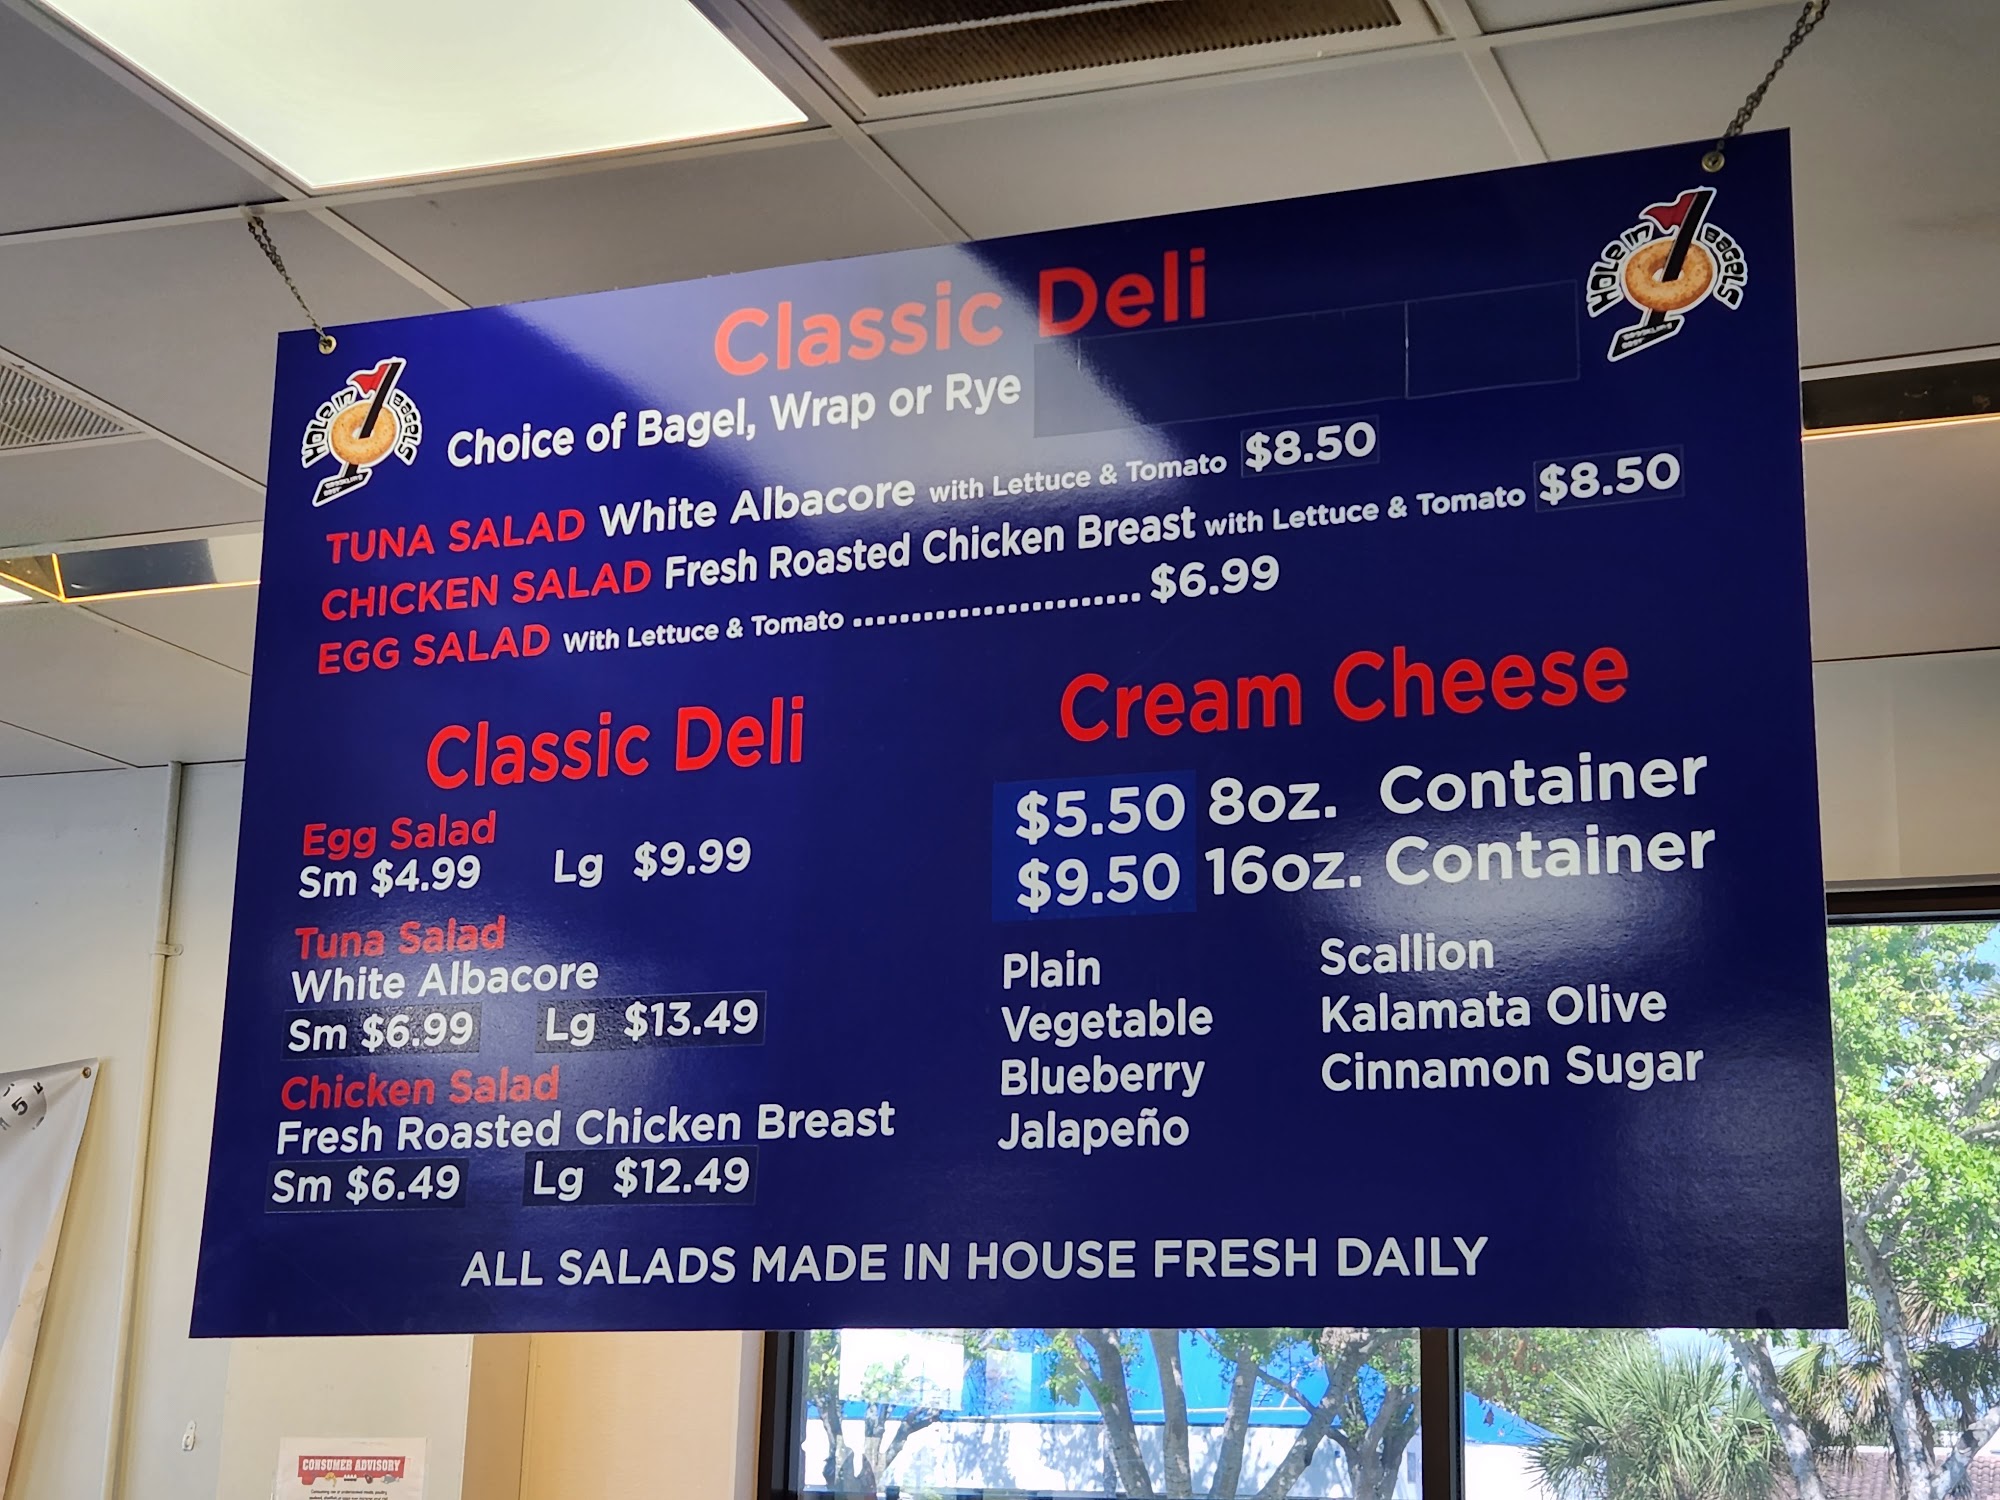 Classic Deli
HOLE IN BAGELS
HOLE IN BAGELS
Choice of Bagel, Wrap or Rye
TUNA SALAD White Albacore with Lettuce & Tomato $8.50
CHICKEN SALAD Fresh Roasted Chicken Breast with Lettuce & Tomato $8.50
EGG SALAD With Lettuce & Tomato ........................ $6.99
Classic Deli
Egg Salad
Sm $4.99 Lg $9.99
Tuna Salad
White Albacore
Sm $6.99 Lg $13.49
Chicken Salad
Fresh Roasted Chicken Breast
Sm $6.49 Lg $12.49
Cream Cheese
$5.50 8oz. Container
$9.50 16oz. Container
Plain
Vegetable
Blueberry
Jalapeño
Scallion
Kalamata Olive
Cinnamon Sugar
ALL SALADS MADE IN HOUSE FRESH DAILY
CONSUMER ADVISORY